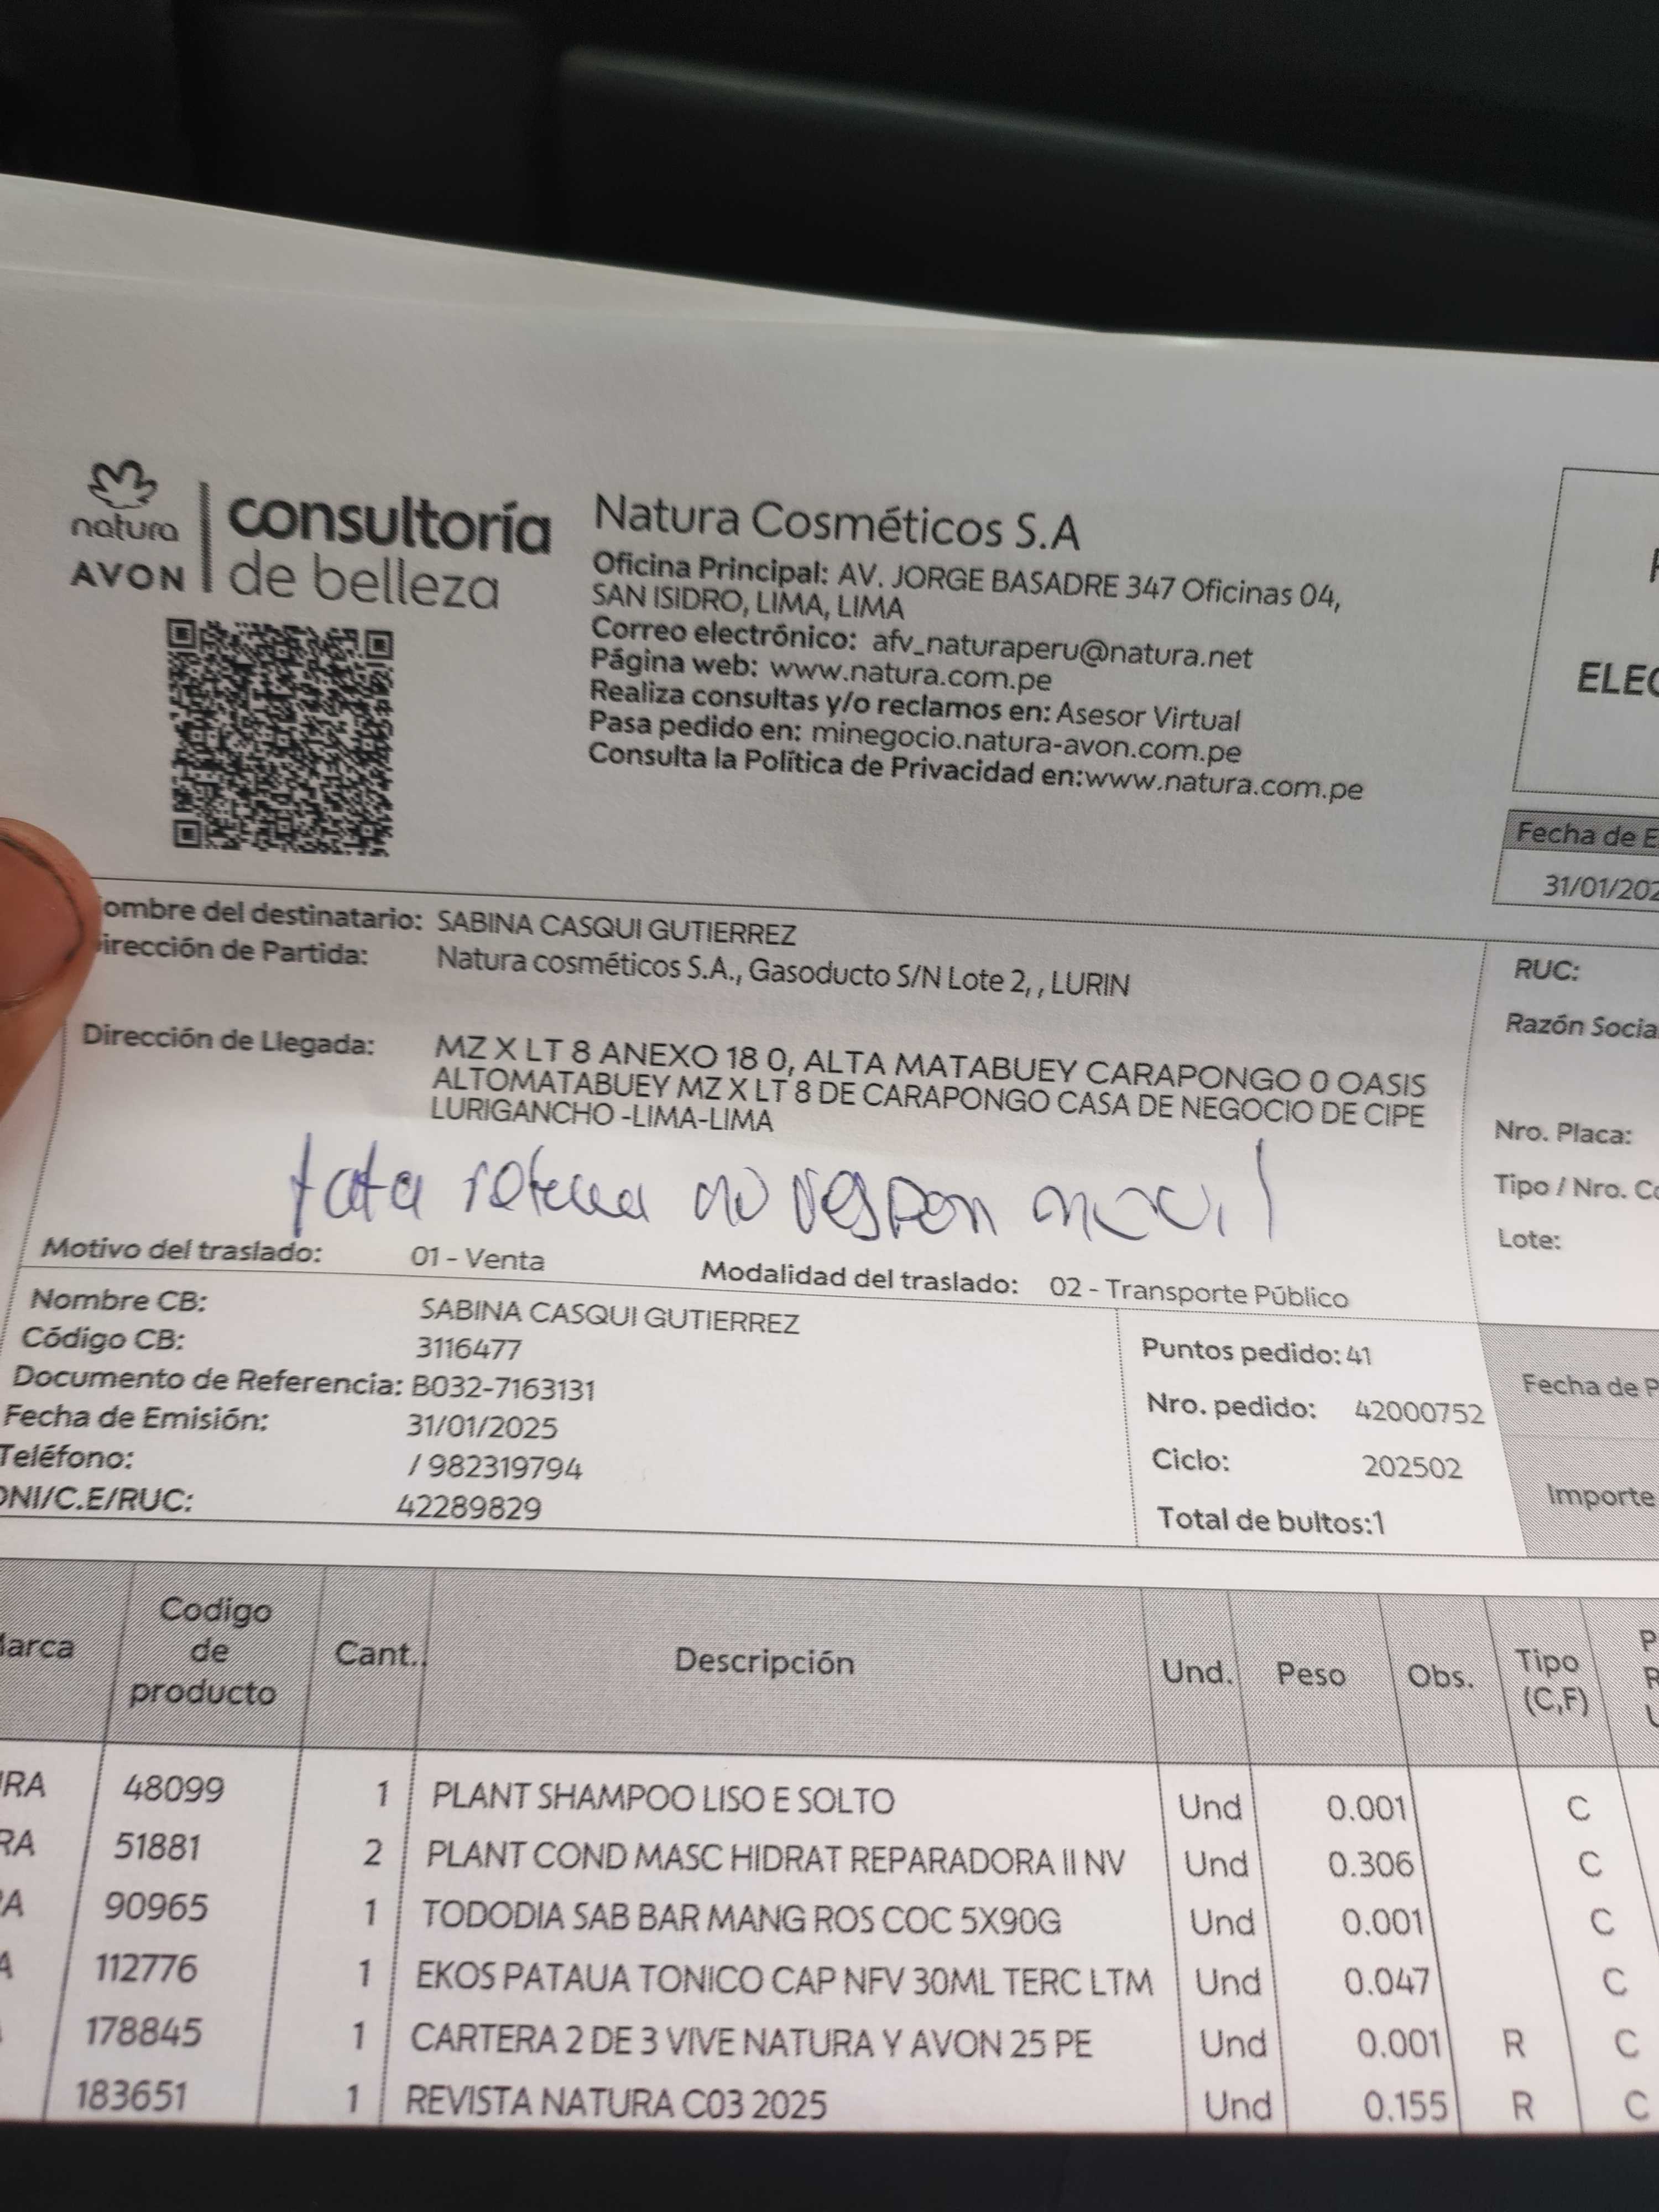 natura
AVON
consultoría
de belleza
Natura Cosméticos S.A
Oficina Principal: AV. JORGE BASADRE 347 Oficinas 04,
SAN ISIDRO, LIMA, LIMA
Correo electrónico: afv_naturaperu@natura.net
Página web: www.natura.com.pe
Realiza consultas y/o reclamos en: Asesor Virtual
Pasa pedido en: minegocio.natura-avon.com.pe
Consulta la Política de Privacidad en:www.natura.com.pe
ELEC
Fecha de E
31/01/202
ombre del destinatario: SABINA CASQUI GUTIERREZ
irección de Partida: Natura cosméticos S.A., Gasoducto S/N Lote 2, , LURIN
Dirección de Llegada: MZ X LT 8 ANEXO 18 0, ALTA MATABUEY CARAPONGO 0 OASIS
ALTOMATABUEY MZ X LT 8 DE CARAPONGO CASA DE NEGOCIO DE CIPE
LURIGANCHO -LIMA-LIMA
RUC:
Razón Socia
Nro. Placa:
Tipo / Nro. Co
Lote:
no respon
Motivo del traslado: 01 - Venta Modalidad del traslado: 02 - Transporte Público
Nombre CB: SABINA CASQUI GUTIERREZ
Código CB: 3116477
Documento de Referencia: B032-7163131
Fecha de Emisión: 31/01/2025
Teléfono: / 982319794
DNI/C.E/RUC: 42289829
Puntos pedido: 41
Nro. pedido: 42000752
Ciclo: 202502
Total de bultos:1
Fecha de P
Importe
arca Codigo de producto Cant.. Descripción Und. Peso Obs. Tipo (C,F)
RA 48099 1 PLANT SHAMPOO LISO E SOLTO Und 0.001 C
RA 51881 2 PLANT COND MASC HIDRAT REPARADORA II NV Und 0.306 C
A 90965 1 TODODIA SAB BAR MANG ROS COC 5X90G Und 0.001 C
A 112776 1 EKOS PATAUA TONICO CAP NFV 30ML TERC LTM Und 0.047 C
178845 1 CARTERA 2 DE 3 VIVE NATURA Y AVON 25 PE Und 0.001 R C
183651 1 REVISTA NATURA C03 2025 Und 0.155 R C